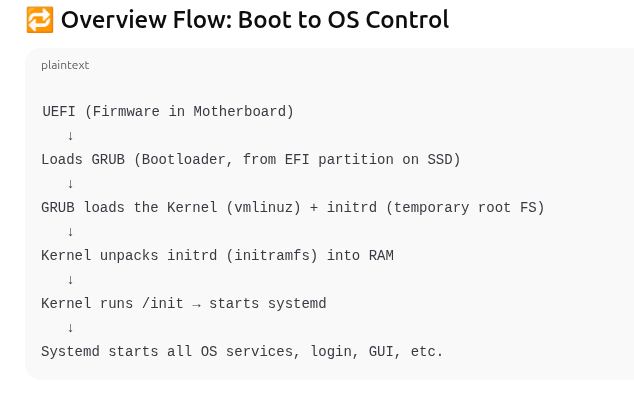 🔁 Overview Flow: Boot to OS Control
plaintext
UEFI (Firmware in Motherboard)
↓
Loads GRUB (Bootloader, from EFI partition on SSD)
↓
GRUB loads the Kernel (vmlinuz) + initrd (temporary root FS)
↓
Kernel unpacks initrd (initramfs) into RAM
↓
Kernel runs /init → starts systemd
↓
Systemd starts all OS services, login, GUI, etc.